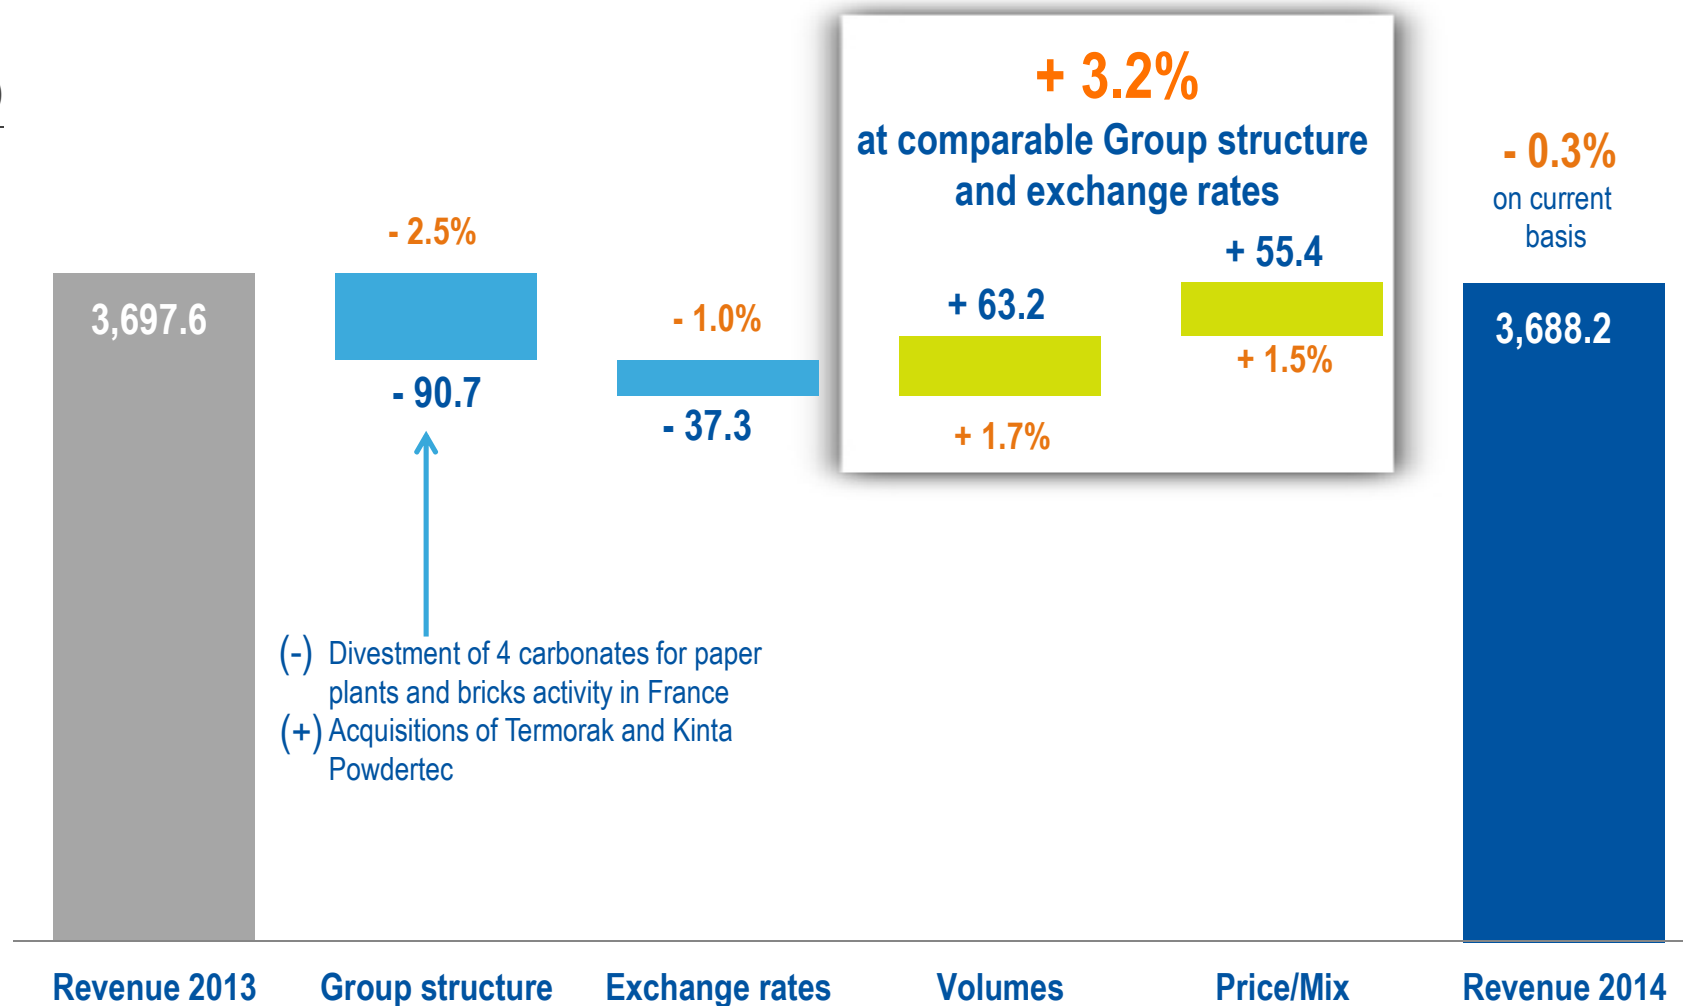 )
+ 3.2%
at comparable Group structure
and exchange rates
- 0.3%
on current
basis
- 2.5%
+ 55.4
3,697.6
- 1.0%
+ 63.2
3,688.2
+ 1.5%
- 90.7
- 37.3
+ 1.7%
(-) Divestment of 4 carbonates for paper
plants and bricks activity in France
(+) Acquisitions of Termorak and Kinta
Powdertec
Revenue 2013 Group structure Exchange rates Volumes Price/Mix Revenue 2014